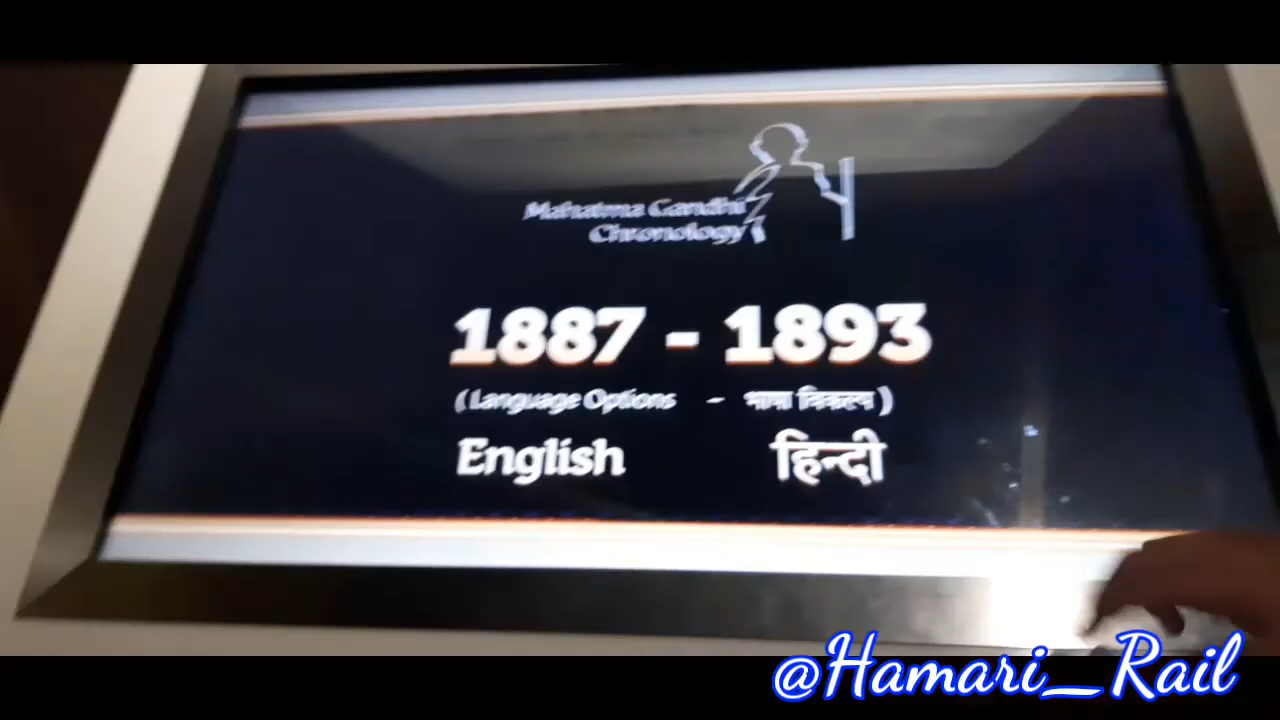 Mahatma Gandhi
Chronology
1887 - 1893
( Language Options - भाषा विकल्प )
English हिन्दी
@Hamari_Rail